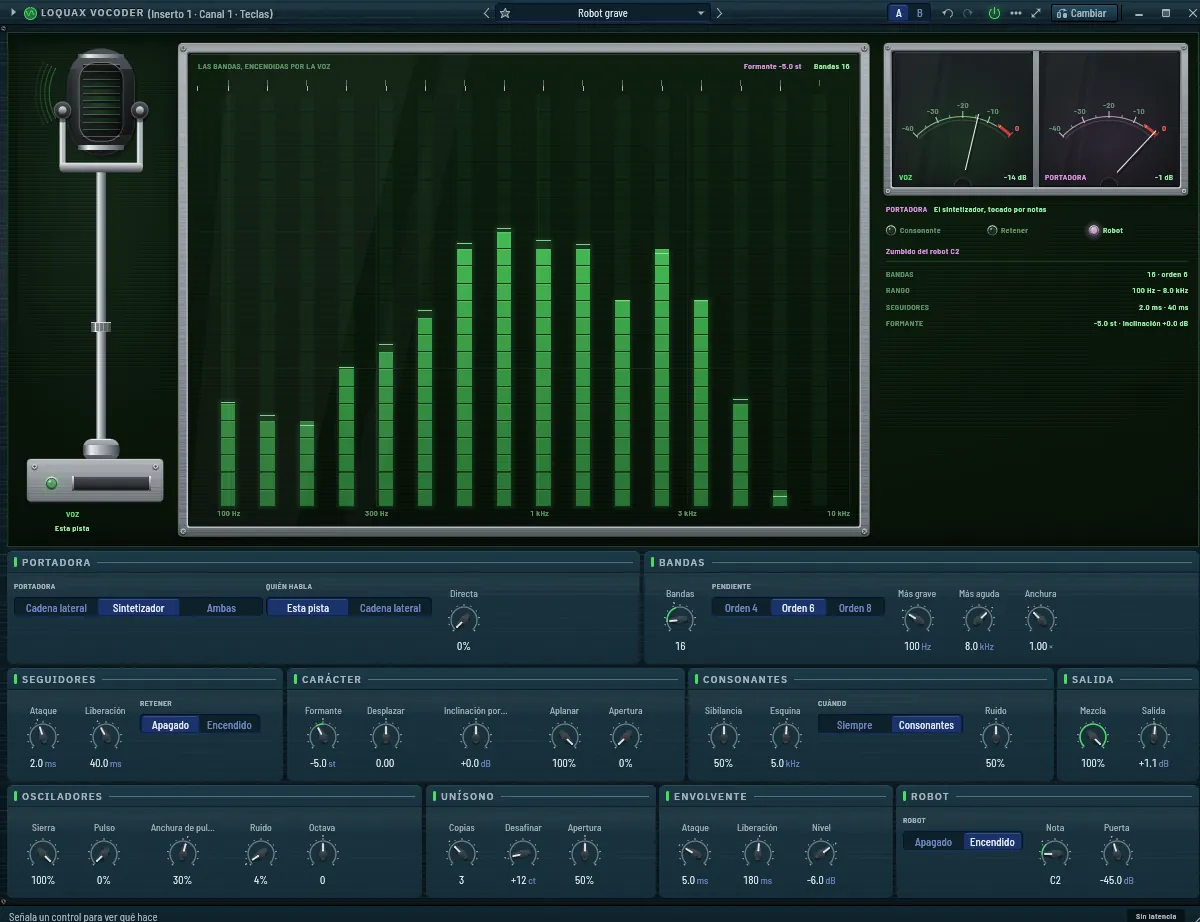 LOQUAX VOCODER (Inserto 1 · Canal 1 · Teclas)
Robot grave
A B
Cambiar
LAS BANDAS, ENCENDIDAS POR LA VOZ
Formante -5.0 st Bandas 16
100 Hz 300 Hz 1 kHz 3 kHz 10 kHz
VOZ
Esta pista
-40 -30 -20 -10 0
VOZ -14 dB
-40 -30 -20 -10 0
PORTADORA -1 dB
PORTADORA El sintetizador, tocado por notas
Consonante Retener Robot
Zumbido del robot C2
BANDAS 16 · orden 6
RANGO 100 Hz – 8.0 kHz
SEGUIDORES 2.0 ms · 40 ms
FORMANTE -5.0 st · Inclinación +0.0 dB
PORTADORA
PORTADORA QUIÉN HABLA
Cadena lateral Sintetizador Ambas Esta pista Cadena lateral
Directa
0%
BANDAS
Bandas PENDIENTE Más grave Más aguda Anchura
Orden 4 Orden 6 Orden 8
16 100 Hz 8.0 kHz 1.00 ×
SEGUIDORES
Ataque Liberación RETENER
Apagado Encendido
2.0 ms 40.0 ms
CARÁCTER
Formante Desplazar Inclinación por... Aplanar Apertura
-5.0 st 0.00 +0.0 dB 100% 0%
CONSONANTES
Sibilancia Esquina CUÁNDO Ruido
Siempre Consonantes
50% 5.0 kHz 50%
SALIDA
Mezcla Salida
100% +1.1 dB
OSCILADORES
Sierra Pulso Anchura de pul... Ruido Octava
100% 0% 30% 4% 0
UNÍSONO
Copias Desafinar Apertura
3 +12 ct 50%
ENVOLVENTE
Ataque Liberación Nivel
5.0 ms 180 ms -6.0 dB
ROBOT
ROBOT Nota Puerta
Apagado Encendido
C2 -45.0 dB
Señala un control para ver qué hace
Sin latencia